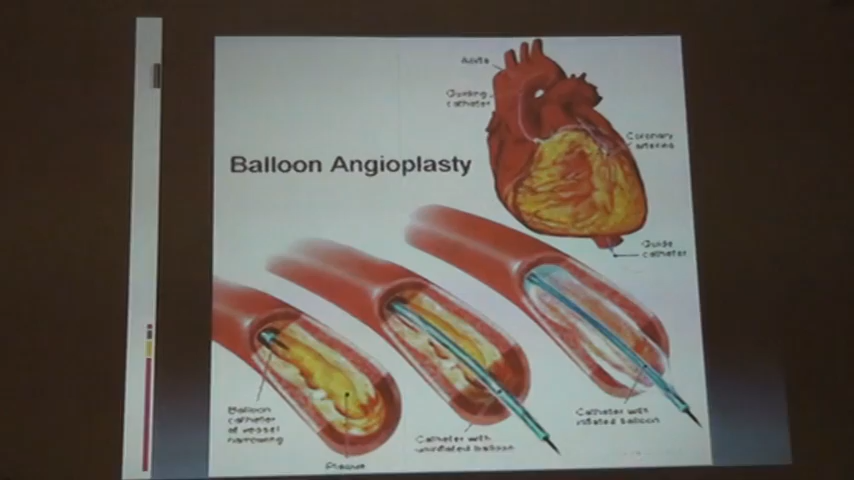 Aorta
Guiding
catheter
Coronary
arteries
Balloon Angioplasty
Guide
catheter
Balloon
catheter
at vessel
narrowing
Plaque
Catheter with
uninflated balloon
Catheter with
inflated balloon